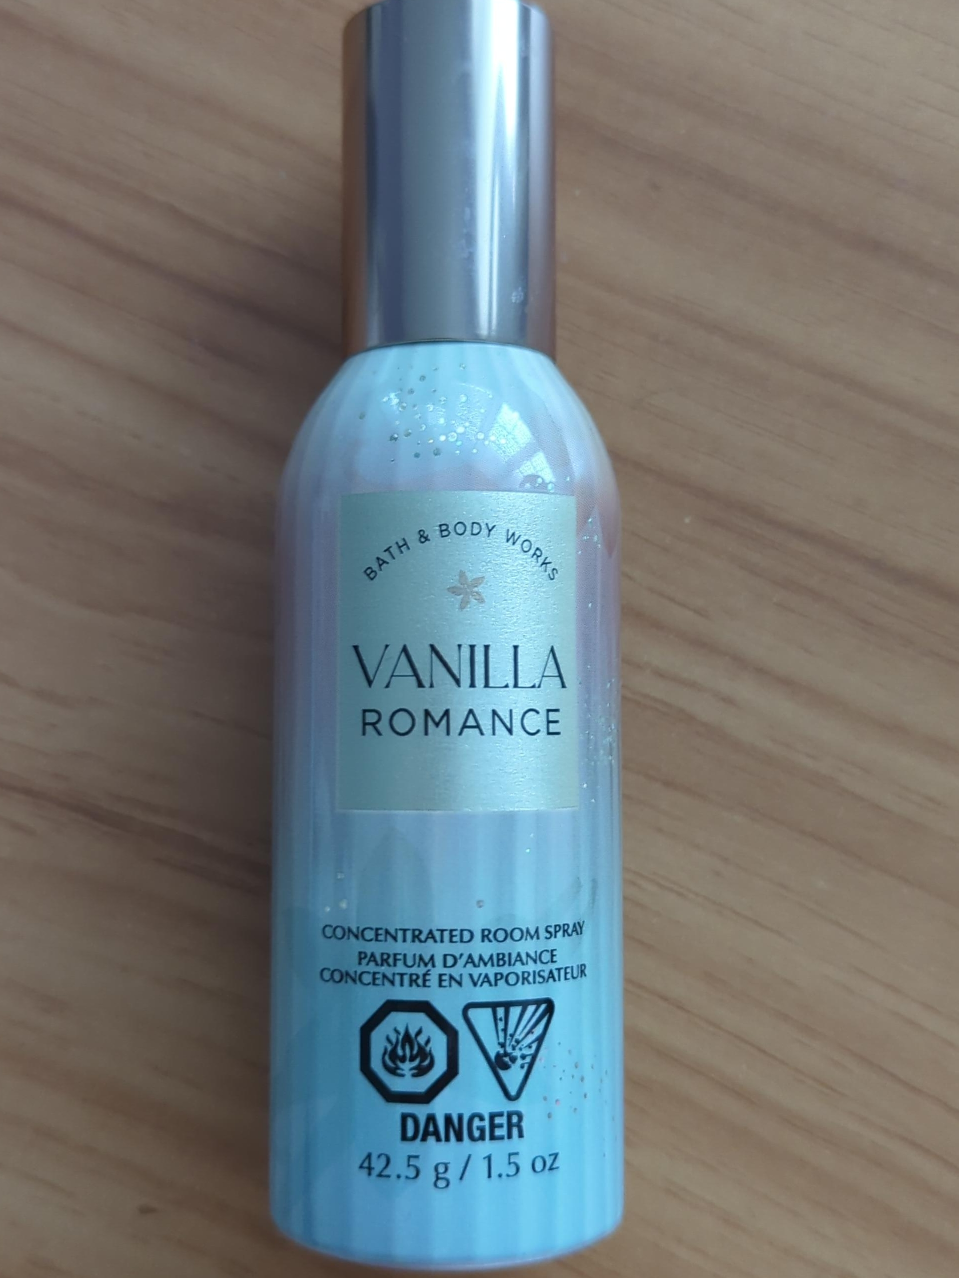 BATH & BODY WORKS
VANILLA
ROMANCE
CONCENTRATED ROOM SPRAY
PARFUM D'AMBIANCE
CONCENTRÉ EN VAPORISATEUR
DANGER
42.5 g / 1.5 oz